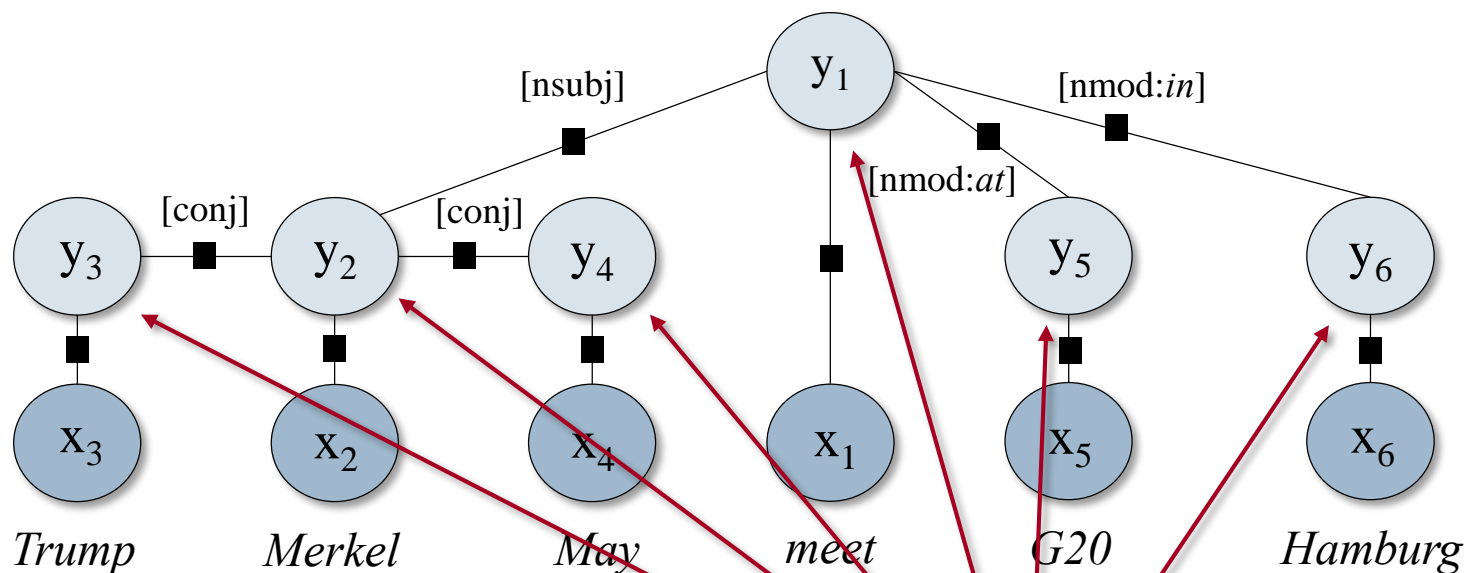 y1
[nsubj] [nmod:in]
[nmod:at]
[conj] [conj]
y3 y2 y4 y5 y6
x3 x2 x4 x1 x5 x6
Trump Merkel May meet G20 Hamburg